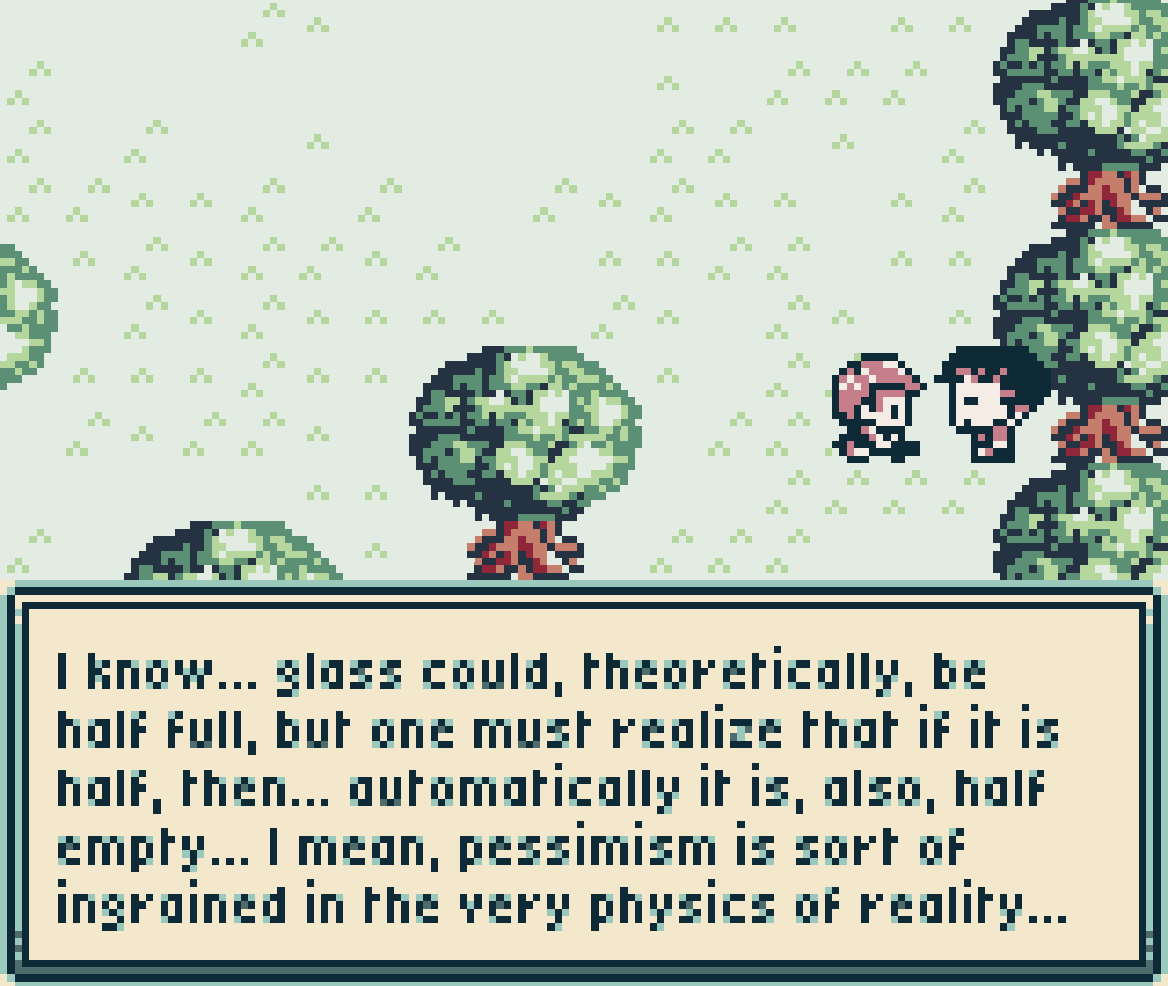 I know... glass could, theoretically, be
half full, but one must realize that if it is
half, then... automatically it is, also, half
empty... I mean, pessimism is sort of
ingrained in the very physics of reality...